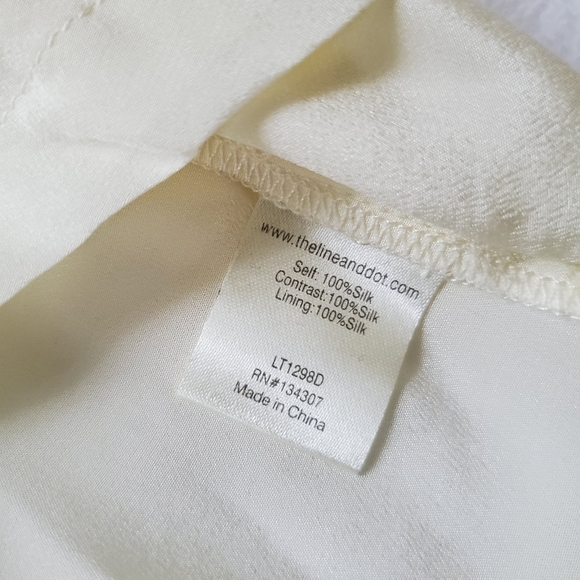 www.thelineanddot.com
Self: 100%Silk
Contrast:100%Silk
Lining:100%Silk
LT1298D
RN#134307
Made in China